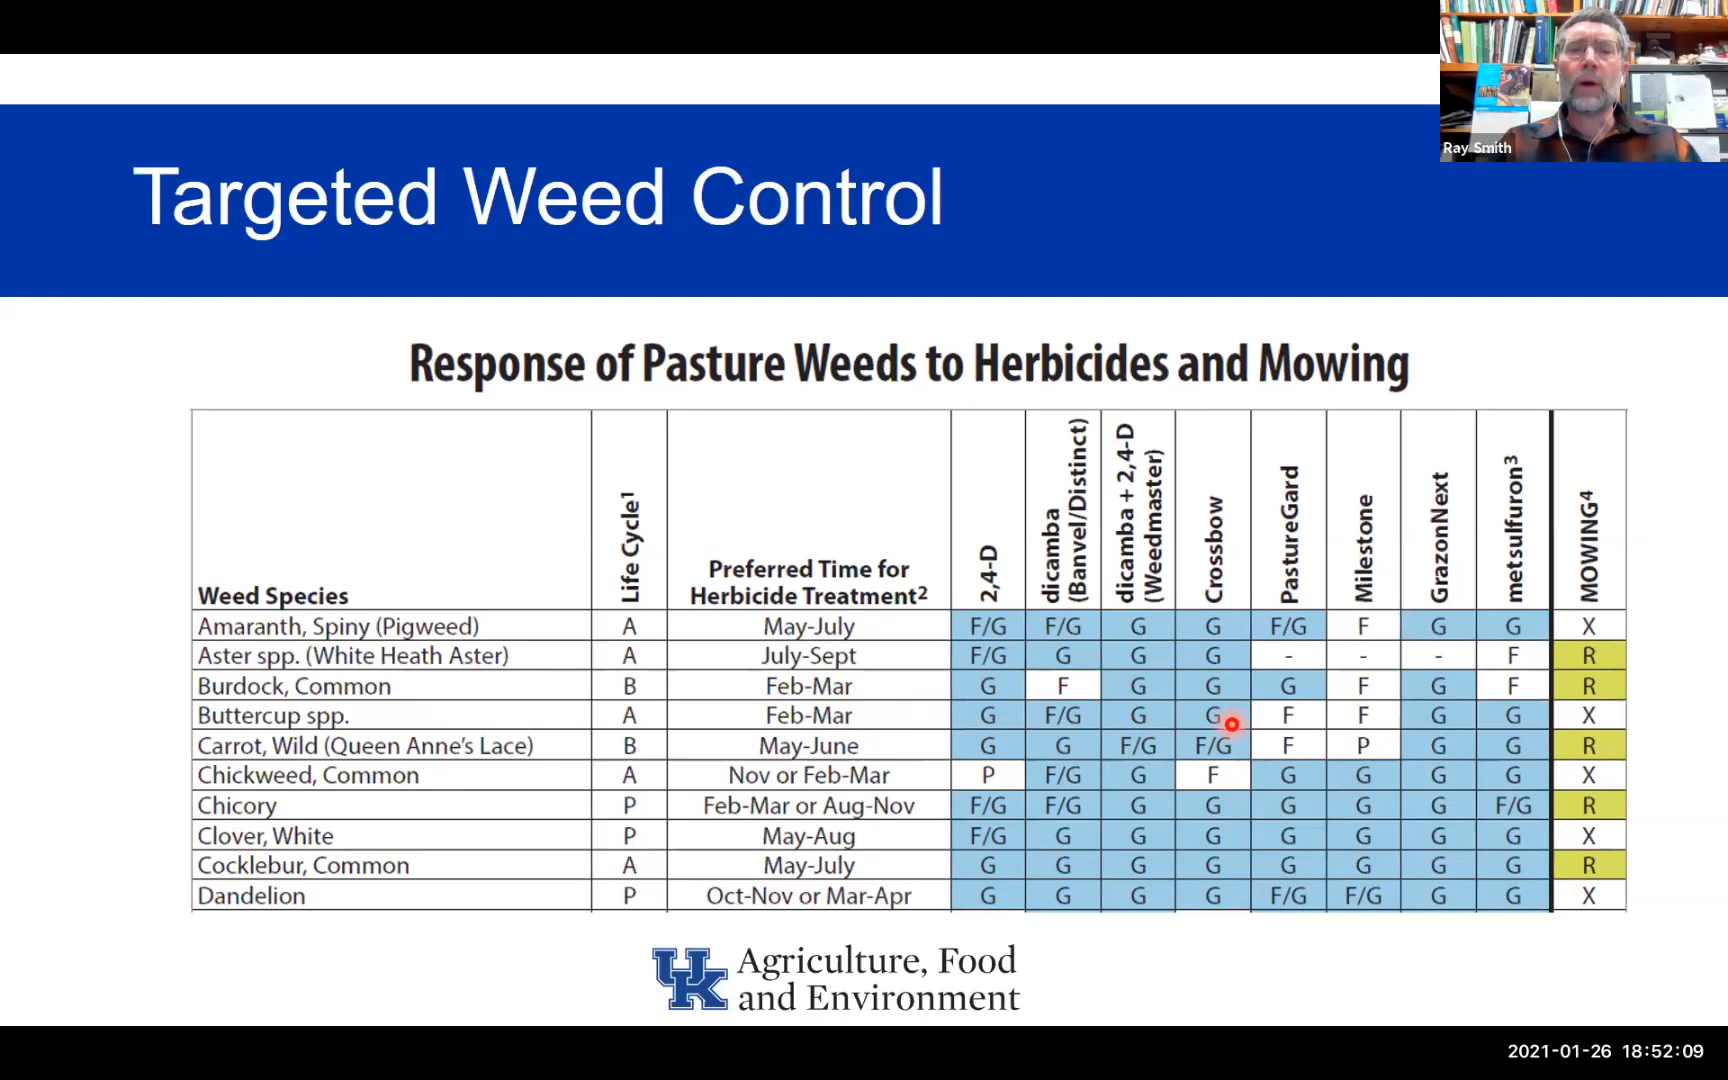 Ray Smith
Targeted Weed Control
Response of Pasture Weeds to Herbicides and Mowing
Weed Species Life Cycle¹ Preferred Time for Herbicide Treatment² 2,4-D dicamba (Banvel/Distinct) dicamba + 2,4-D (Weedmaster) Crossbow PastureGard Milestone GrazonNext metsulfuron³ MOWING⁴
Amaranth, Spiny (Pigweed) A May-July F/G F/G G G F/G F G G X
Aster spp. (White Heath Aster) A July-Sept F/G G G G - - - F R
Burdock, Common B Feb-Mar G F G G G F G F R
Buttercup spp. A Feb-Mar G F/G G G F F G G X
Carrot, Wild (Queen Anne's Lace) B May-June G G F/G F/G F P G G R
Chickweed, Common A Nov or Feb-Mar P F/G G F G G G G X
Chicory P Feb-Mar or Aug-Nov F/G F/G G G G G G F/G R
Clover, White P May-Aug F/G G G G G G G G X
Cocklebur, Common A May-July G G G G G G G G R
Dandelion P Oct-Nov or Mar-Apr G G G G F/G F/G G G X
UK Agriculture, Food
and Environment
2021-01-26 18:52:09